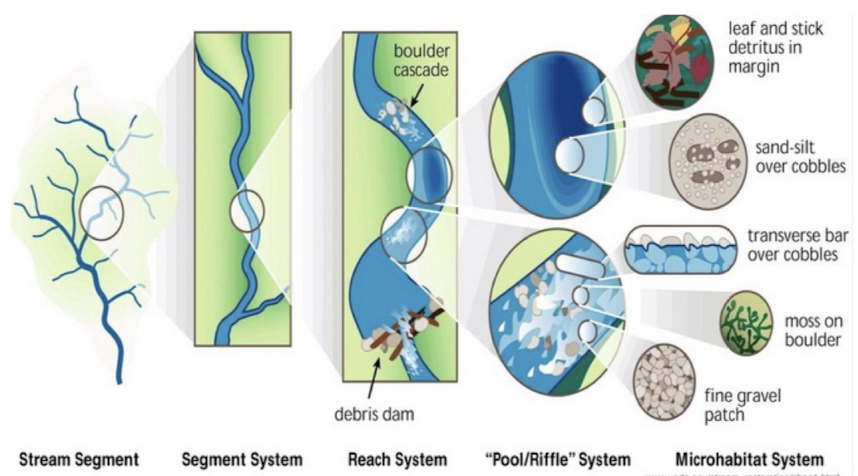 leaf and stick
detritus in
margin
boulder
cascade
sand-silt
over cobbles
transverse bar
over cobbles
moss on
boulder
fine gravel
patch
debris dam
Stream Segment
Segment System
Reach System
“Pool/Riffle” System
Microhabitat System